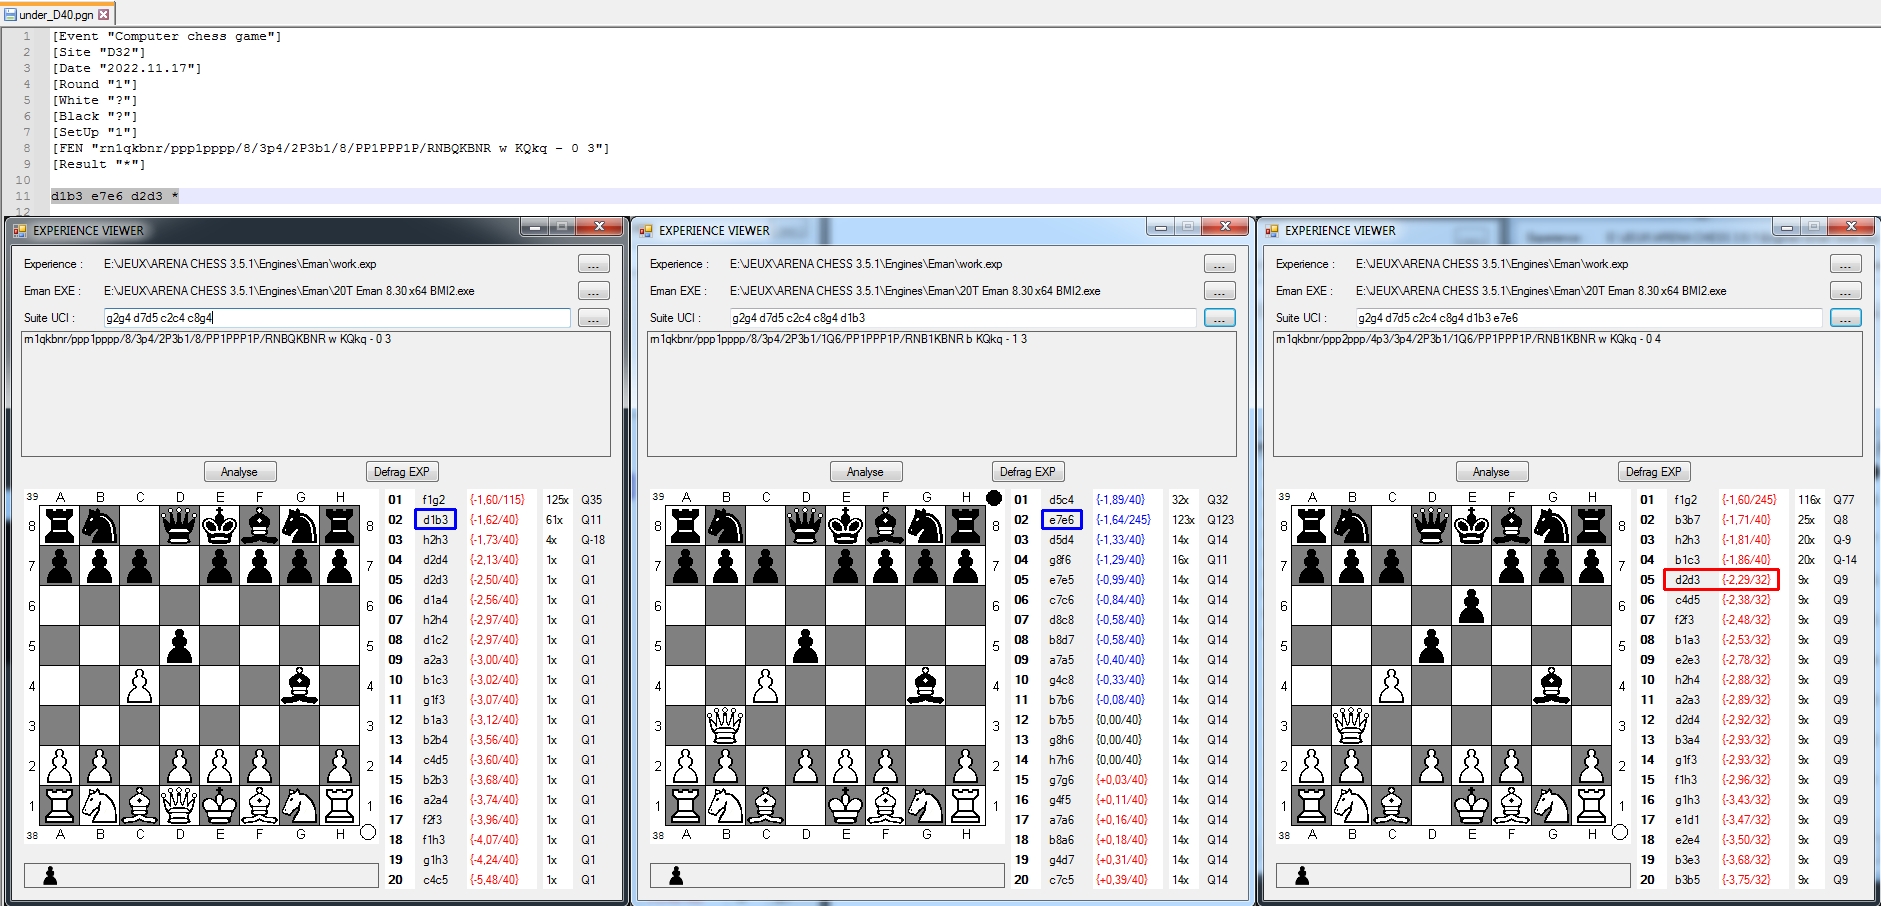 under_D40.pgn
1 [Event "Computer chess game"]
2 [Site "D32"]
3 [Date "2022.11.17"]
4 [Round "1"]
5 [White "?"]
6 [Black "?"]
7 [SetUp "1"]
8 [FEN "rn1qkbnr/ppp1pppp/8/3p4/2P3b1/8/PP1PPP1P/RNBQKBNR w KQkq - 0 3"]
9 [Result "*"]
10
11 d1b3 e7e6 d2d3 *
12
EXPERIENCE VIEWER
Experience : E:\JEUX\ARENA CHESS 3.5.1\Engines\Eman\work.exp ...
Eman EXE : E:\JEUX\ARENA CHESS 3.5.1\Engines\Eman\20T Eman 8.30 x64 BMI2.exe ...
Suite UCI : g2g4 d7d5 c2c4 c8g4 ...
rn1qkbnr/ppp1pppp/8/3p4/2P3b1/8/PP1PPP1P/RNBQKBNR w KQkq - 0 3
Analyse Defrag EXP
39 A B C D E F G H
8 8
7 7
6 6
5 5
4 4
3 3
2 2
1 1
38 A B C D E F G H
01 f1g2 {-1,60/115} 125x Q35
02 d1b3 {-1,62/40} 61x Q11
03 h2h3 {-1,73/40} 4x Q-18
04 d2d4 {-2,13/40} 1x Q1
05 d2d3 {-2,50/40} 1x Q1
06 d1a4 {-2,56/40} 1x Q1
07 h2h4 {-2,97/40} 1x Q1
08 d1c2 {-2,97/40} 1x Q1
09 a2a3 {-3,00/40} 1x Q1
10 b1c3 {-3,02/40} 1x Q1
11 g1f3 {-3,07/40} 1x Q1
12 b1a3 {-3,12/40} 1x Q1
13 b2b4 {-3,56/40} 1x Q1
14 c4d5 {-3,60/40} 1x Q1
15 b2b3 {-3,68/40} 1x Q1
16 a2a4 {-3,74/40} 1x Q1
17 f2f3 {-3,96/40} 1x Q1
18 f1h3 {-4,07/40} 1x Q1
19 g1h3 {-4,24/40} 1x Q1
20 c4c5 {-5,48/40} 1x Q1
EXPERIENCE VIEWER
Experience : E:\JEUX\ARENA CHESS 3.5.1\Engines\Eman\work.exp ...
Eman EXE : E:\JEUX\ARENA CHESS 3.5.1\Engines\Eman\20T Eman 8.30 x64 BMI2.exe ...
Suite UCI : g2g4 d7d5 c2c4 c8g4 d1b3 ...
rn1qkbnr/ppp1pppp/8/3p4/2P3b1/1Q6/PP1PPP1P/RNB1KBNR b KQkq - 1 3
Analyse Defrag EXP
39 A B C D E F G H
8 8
7 7
6 6
5 5
4 4
3 3
2 2
1 1
38 A B C D E F G H
01 d5c4 {-1,89/40} 32x Q32
02 e7e6 {-1,64/245} 123x Q123
03 d5d4 {-1,33/40} 14x Q14
04 g8f6 {-1,29/40} 16x Q11
05 e7e5 {-0,99/40} 14x Q14
06 c7c6 {-0,84/40} 14x Q14
07 d8c8 {-0,58/40} 14x Q14
08 b8d7 {-0,58/40} 14x Q14
09 a7a5 {-0,40/40} 14x Q14
10 g4c8 {-0,33/40} 14x Q14
11 b7b6 {-0,08/40} 14x Q14
12 b7b5 {0,00/40} 14x Q14
13 g8h6 {0,00/40} 14x Q14
14 h7h6 {0,00/40} 14x Q14
15 g7g6 {+0,03/40} 14x Q14
16 g4f5 {+0,11/40} 14x Q14
17 a7a6 {+0,16/40} 14x Q14
18 b8a6 {+0,18/40} 14x Q14
19 g4d7 {+0,31/40} 14x Q14
20 c7c5 {+0,39/40} 14x Q14
EXPERIENCE VIEWER
Experience : E:\JEUX\ARENA CHESS 3.5.1\Engines\Eman\work.exp ...
Eman EXE : E:\JEUX\ARENA CHESS 3.5.1\Engines\Eman\20T Eman 8.30 x64 BMI2.exe ...
Suite UCI : g2g4 d7d5 c2c4 c8g4 d1b3 e7e6 ...
rn1qkbnr/ppp2ppp/4p3/3p4/2P3b1/1Q6/PP1PPP1P/RNB1KBNR w KQkq - 0 4
Analyse Defrag EXP
39 A B C D E F G H
8 8
7 7
6 6
5 5
4 4
3 3
2 2
1 1
38 A B C D E F G H
01 f1g2 {-1,60/245} 116x Q77
02 b3b7 {-1,71/40} 25x Q8
03 h2h3 {-1,81/40} 20x Q-9
04 b1c3 {-1,86/40} 20x Q-14
05 d2d3 {-2,29/32} 9x Q9
06 c4d5 {-2,38/32} 9x Q9
07 f2f3 {-2,48/32} 9x Q9
08 b1a3 {-2,53/32} 9x Q9
09 e2e3 {-2,78/32} 9x Q9
10 h2h4 {-2,88/32} 9x Q9
11 a2a3 {-2,89/32} 9x Q9
12 d2d4 {-2,92/32} 9x Q9
13 b3a4 {-2,93/32} 9x Q9
14 g1f3 {-2,93/32} 9x Q9
15 f1h3 {-2,96/32} 9x Q9
16 g1h3 {-3,43/32} 9x Q9
17 e1d1 {-3,47/32} 9x Q9
18 e2e4 {-3,50/32} 9x Q9
19 b3e3 {-3,68/32} 9x Q9
20 b3b5 {-3,75/32} 9x Q9